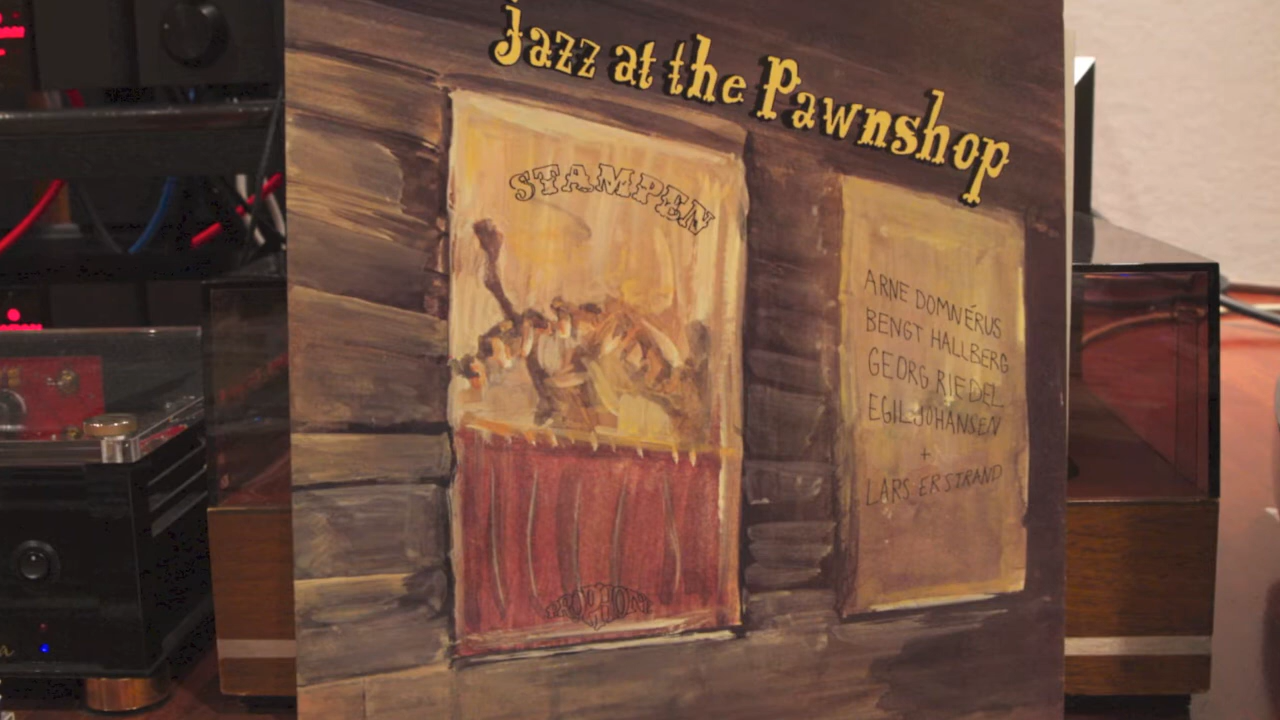 Jazz at the Pawnshop
STAMPEN
ARNE DOMNÉRUS
BENGT HALLBERG
GEORG RIEDEL
EGIL JOHANSEN
+
LARS ERSTRAND
PROPHONE